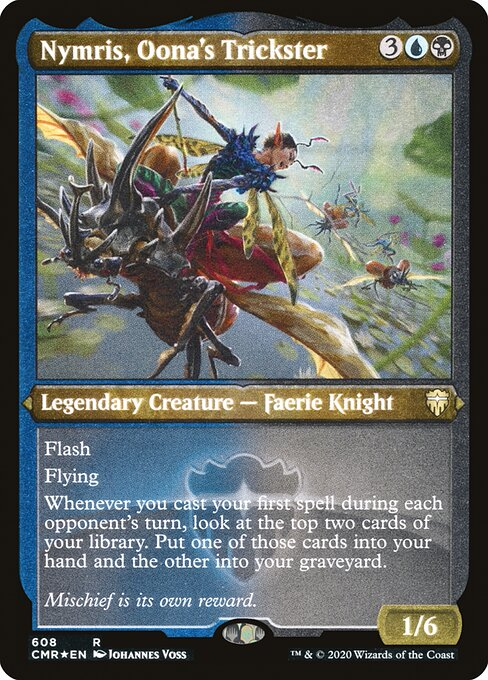 Nymris, Oona's Trickster 3
Legendary Creature — Faerie Knight
Flash
Flying
Whenever you cast your first spell during each
opponent's turn, look at the top two cards of
your library. Put one of those cards into your
hand and the other into your graveyard.
Mischief is its own reward.
1/6
608 R
CMR★EN Johannes Voss
™ & © 2020 Wizards of the Coast